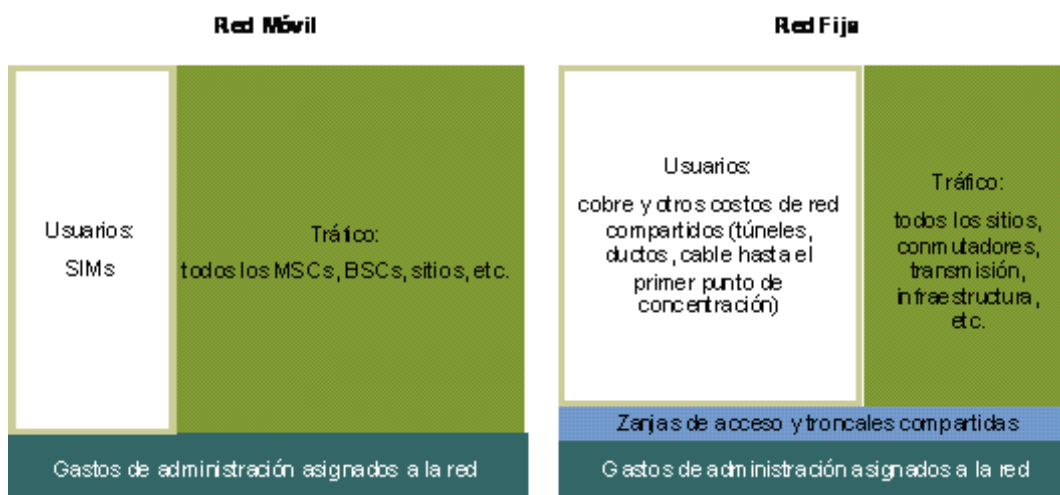 Red Móvil
Red Fija
Usuarios:
SIMs
Tráfico:
todos los MSCs, BSCs, sitios, etc.
Gastos de administración asignados a la red
Usuarios:
cobre y otros costos de red
compartidos (túneles,
ductos, cable hasta el
primer punto de
concentración)
Tráfico:
todos los sitios,
conmutadores,
transmisión,
infraestructura,
etc.
Zanjas de acceso y troncales compartidas
Gastos de administración asignados a la red